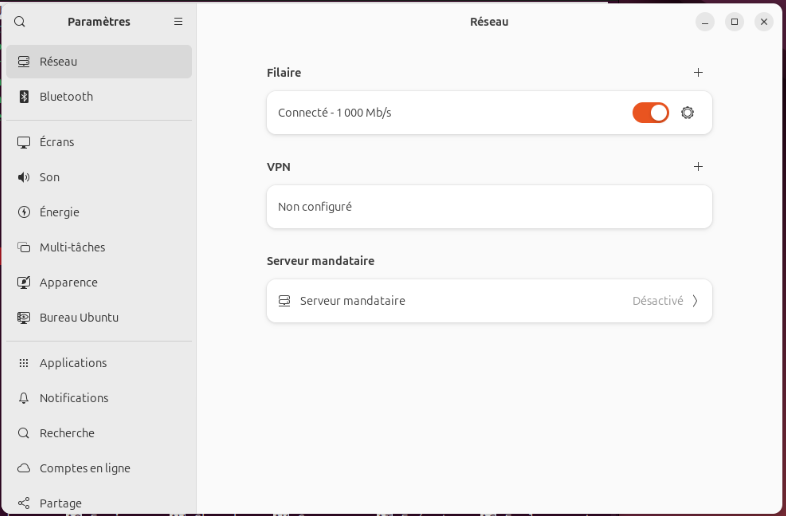 Paramètres
Réseau
Réseau
Bluetooth
Écrans
Son
Énergie
Multi-tâches
Apparence
Bureau Ubuntu
Applications
Notifications
Recherche
Comptes en ligne
Partage
Filaire
Connecté - 1 000 Mb/s
VPN
Non configuré
Serveur mandataire
Serveur mandataire Désactivé